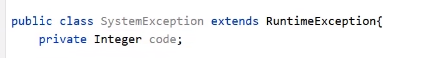 public class SystemException extends RuntimeException{
    private Integer code;